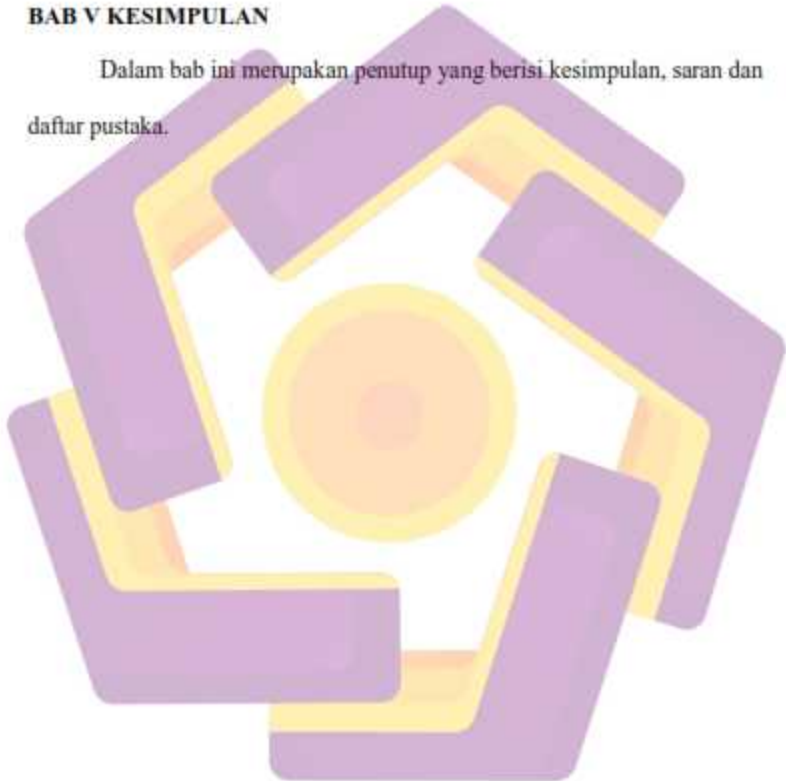 BAB V KESIMPULAN
Dalam bab ini merupakan penutup yang berisi kesimpulan, saran dan
daftar pustaka.